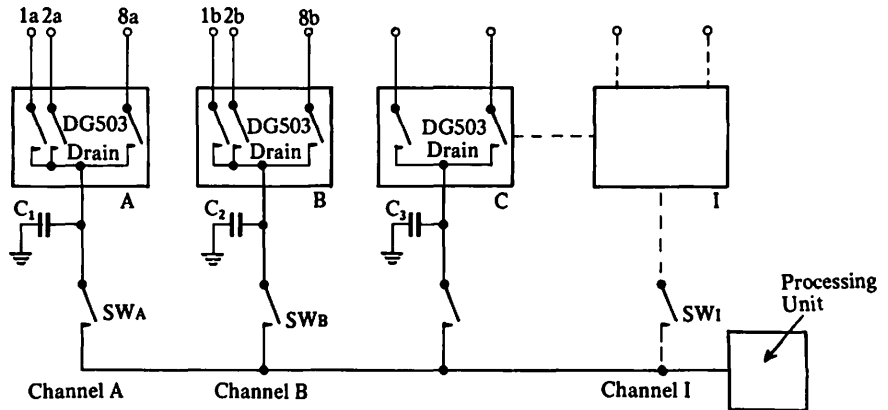 1a 2a 8a 1b 2b 8b
DG503
Drain
A
DG503
Drain
B
DG503
Drain
C
I
C1
C2
C3
SWA
SWB
SWI
Processing
Unit
Channel A
Channel B
Channel I